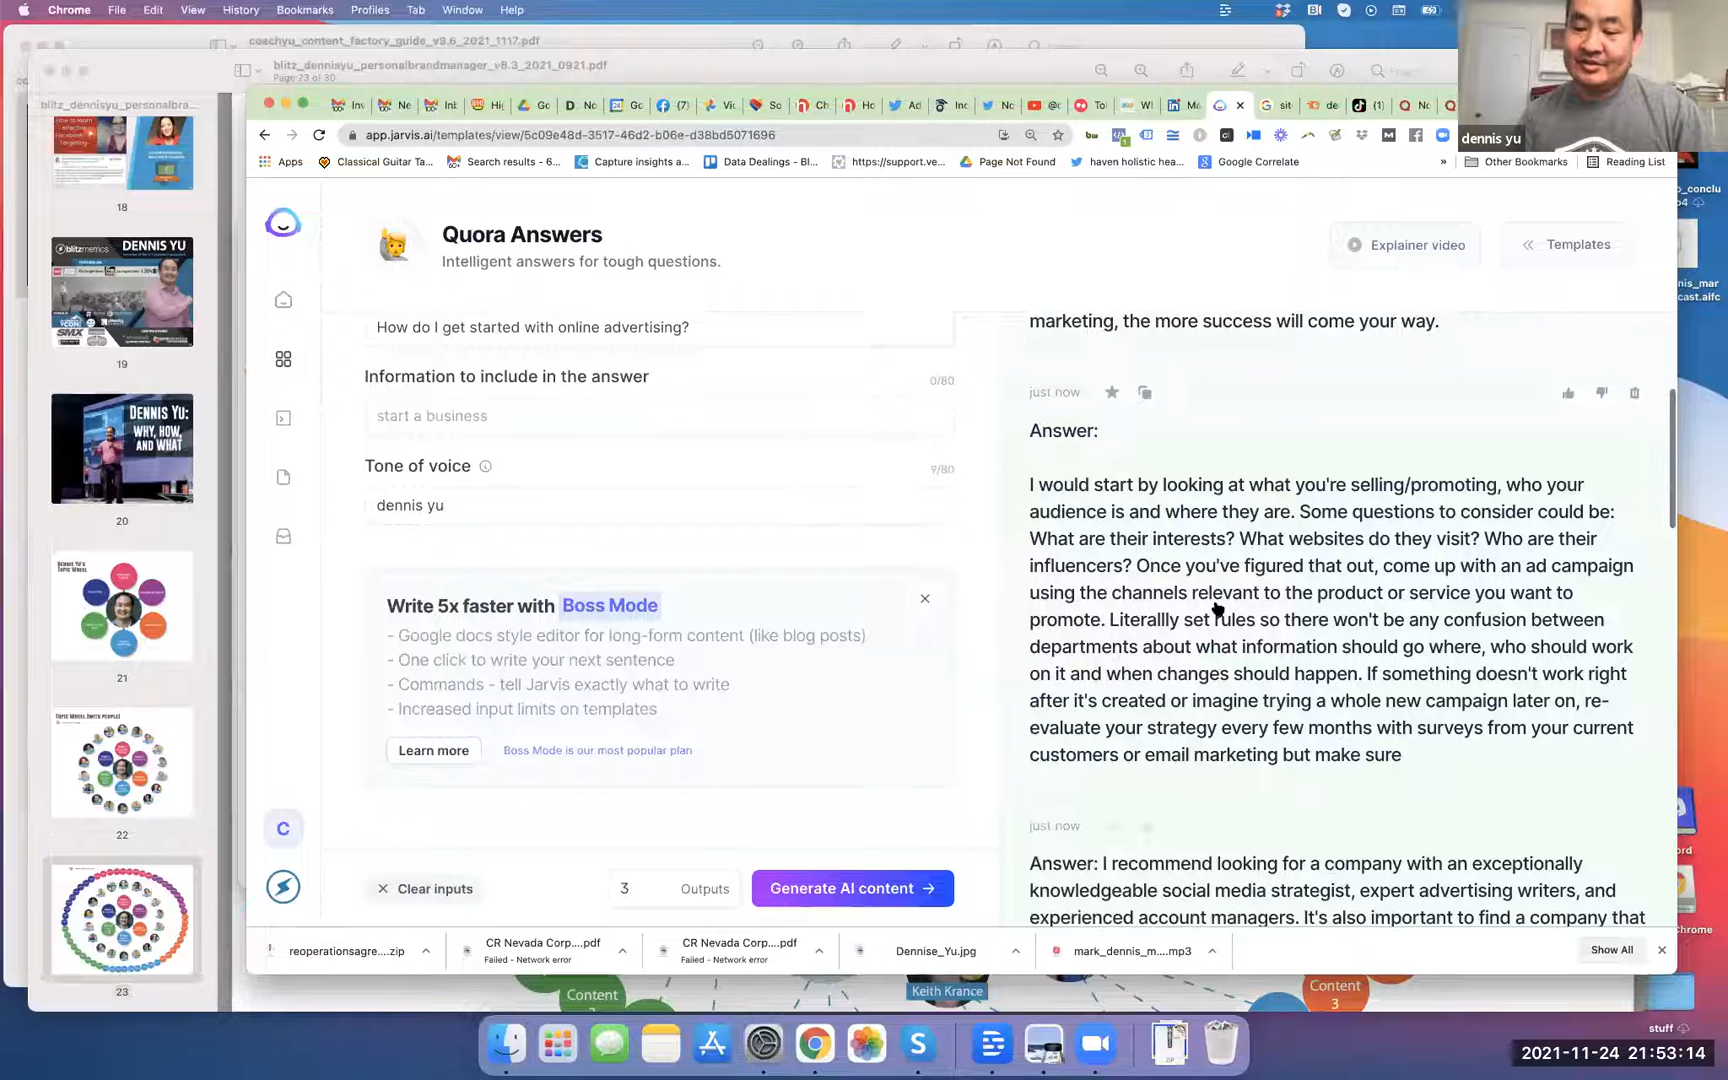 Chrome File Edit View History Bookmarks Profiles Tab Window Help
coachyu_content_factory_guide_v9.6_2021_1117.pdf
blitz_dennisyu_personalbrandmanager_v8.3_2021_0921.pdf
Page 23 of 30
blitz_dennisyu_personalbra...
dennis yu
app.jarvis.ai/templates/view/5c09e48d-3517-46d2-b06e-d38bd5071696
Apps Classical Guitar Ta... Search results - 6... Capture insights a... Data Dealings - Bl... https://support.ve... Page Not Found haven holistic hea... Google Correlate » Other Bookmarks Reading List
18
blitzmetrics DENNIS YU
19
DENNIS YU:
WHY, HOW,
AND WHAT
20
DENNIS YU'S
TOPIC WHEEL
21
TOPIC WHEEL (WITH PEOPLE)
22
23
Quora Answers
Intelligent answers for tough questions.
Explainer video
Templates
How do I get started with online advertising?
Information to include in the answer
0/80
start a business
Tone of voice
9/80
dennis yu
Write 5x faster with Boss Mode
- Google docs style editor for long-form content (like blog posts)
- One click to write your next sentence
- Commands - tell Jarvis exactly what to write
- Increased input limits on templates
Learn more
Boss Mode is our most popular plan
C
Clear inputs
3 Outputs
Generate AI content
marketing, the more success will come your way.
just now
Answer:
I would start by looking at what you're selling/promoting, who your
audience is and where they are. Some questions to consider could be:
What are their interests? What websites do they visit? Who are their
influencers? Once you've figured that out, come up with an ad campaign
using the channels relevant to the product or service you want to
promote. Literallly set rules so there won't be any confusion between
departments about what information should go where, who should work
on it and when changes should happen. If something doesn't work right
after it's created or imagine trying a whole new campaign later on, re-
evaluate your strategy every few months with surveys from your current
customers or email marketing but make sure
just now
Answer: I recommend looking for a company with an exceptionally
knowledgeable social media strategist, expert advertising writers, and
experienced account managers. It's also important to find a company that
reoperationsagre....zip
CR Nevada Corp....pdf
Failed - Network error
CR Nevada Corp....pdf
Failed - Network error
Dennise_Yu.jpg
mark_dennis_m....mp3
Show All
Content
Keith Krance
Content
3
stuff
2021-11-24 21:53:14